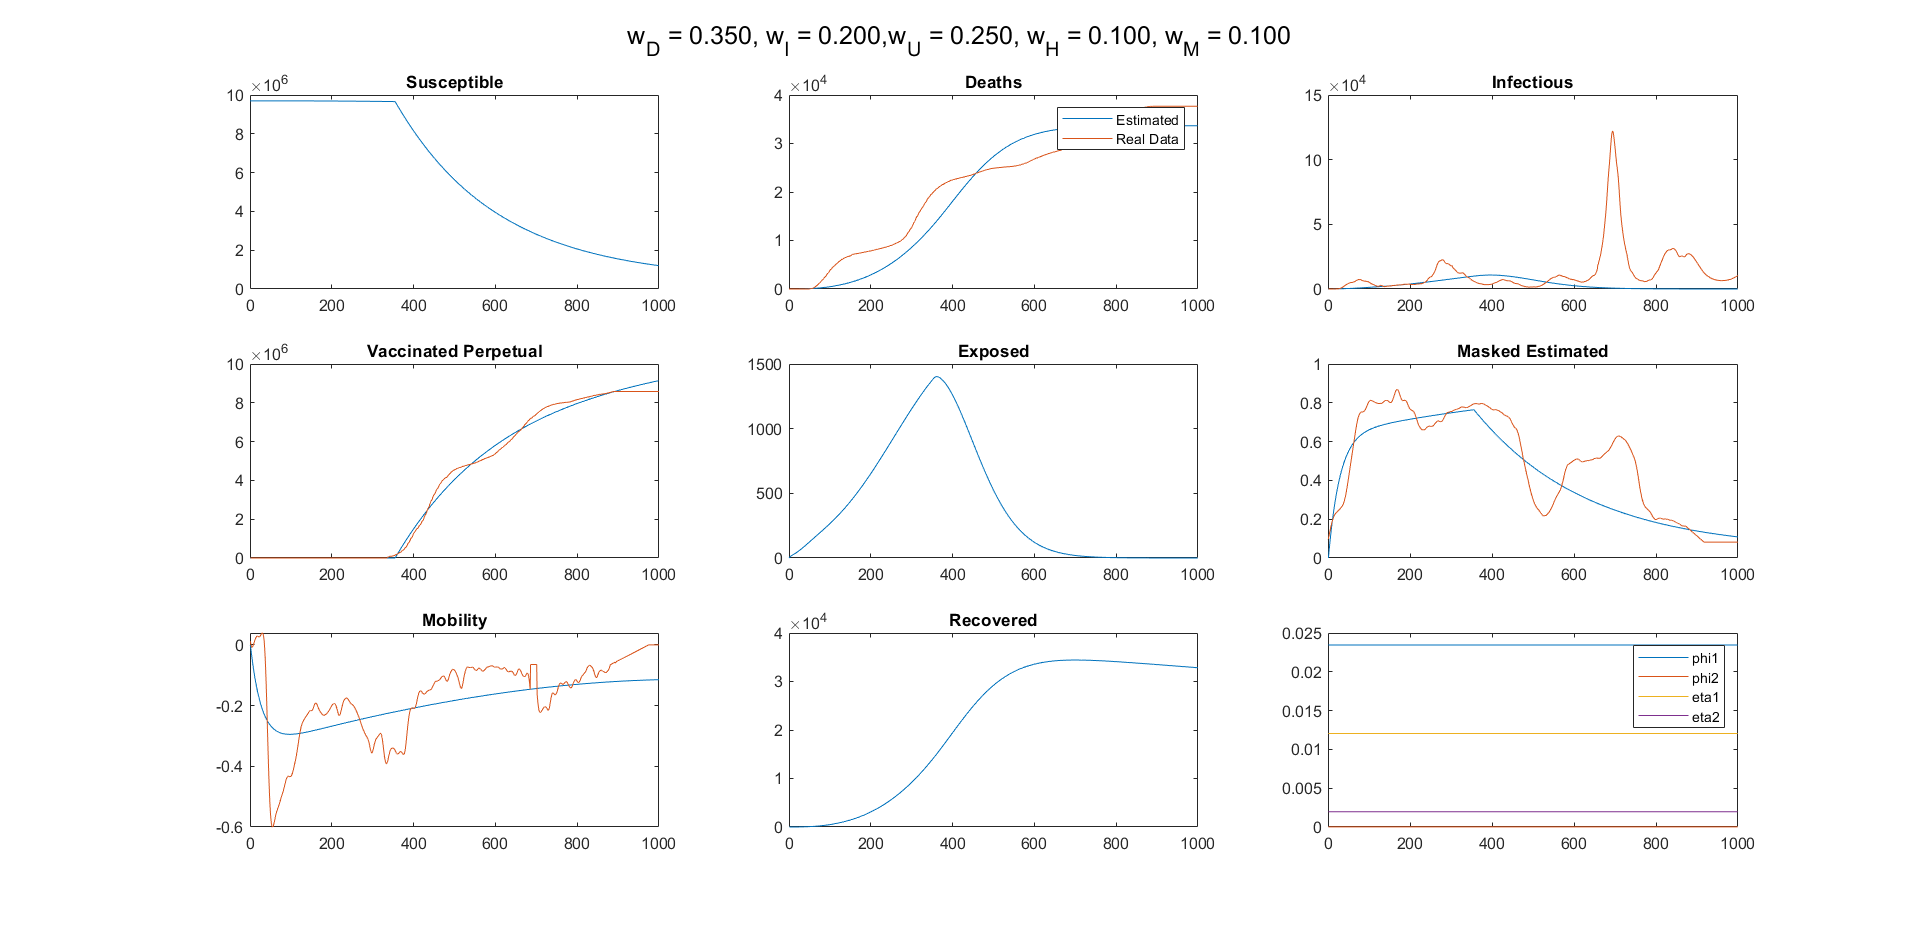 w_D = 0.350, w_I = 0.200,w_U = 0.250, w_H = 0.100, w_M = 0.100
Susceptible
×10^6
10
8
6
4
2
0
0 200 400 600 800 1000
Deaths
×10^4
4
3
2
1
0
Estimated
Real Data
0 200 400 600 800 1000
Infectious
×10^4
15
10
5
0
0 200 400 600 800 1000
Vaccinated Perpetual
×10^6
10
8
6
4
2
0
0 200 400 600 800 1000
Exposed
1500
1000
500
0
0 200 400 600 800 1000
Masked Estimated
1
0.8
0.6
0.4
0.2
0
0 200 400 600 800 1000
Mobility
0
-0.2
-0.4
-0.6
0 200 400 600 800 1000
Recovered
×10^4
4
3
2
1
0
0 200 400 600 800 1000
0.025
0.02
0.015
0.01
0.005
0
phi1
phi2
eta1
eta2
0 200 400 600 800 1000